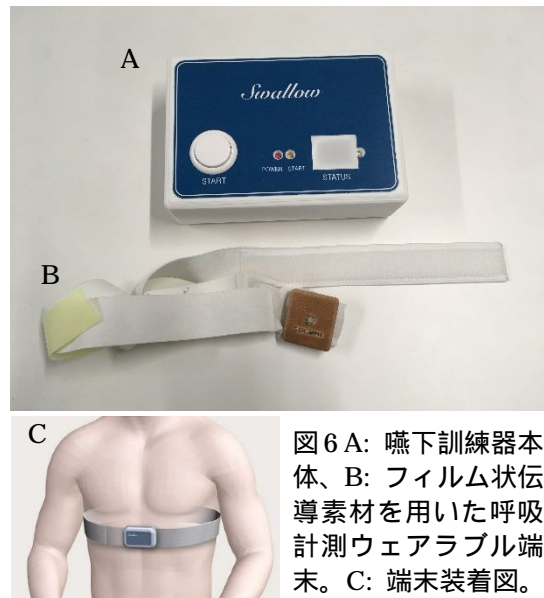 A
Swallow
START
POWER START
STATUS
B
C
図6 A: 嚥下訓練器本
体、B: フィルム状伝
導素材を用いた呼吸
計測ウェアラブル端
末。C: 端末装着図。